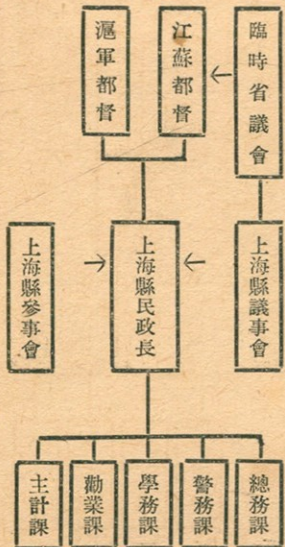 臨時省議會
江蘇都督
滬軍都督
上海縣議事會
上海縣民政長
上海縣參事會
總務課
警務課
學務課
勸業課
主計課